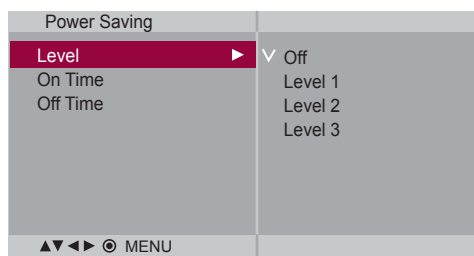 Power Saving
Level
On Time
Off Time
Off
Level 1
Level 2
Level 3
MENU